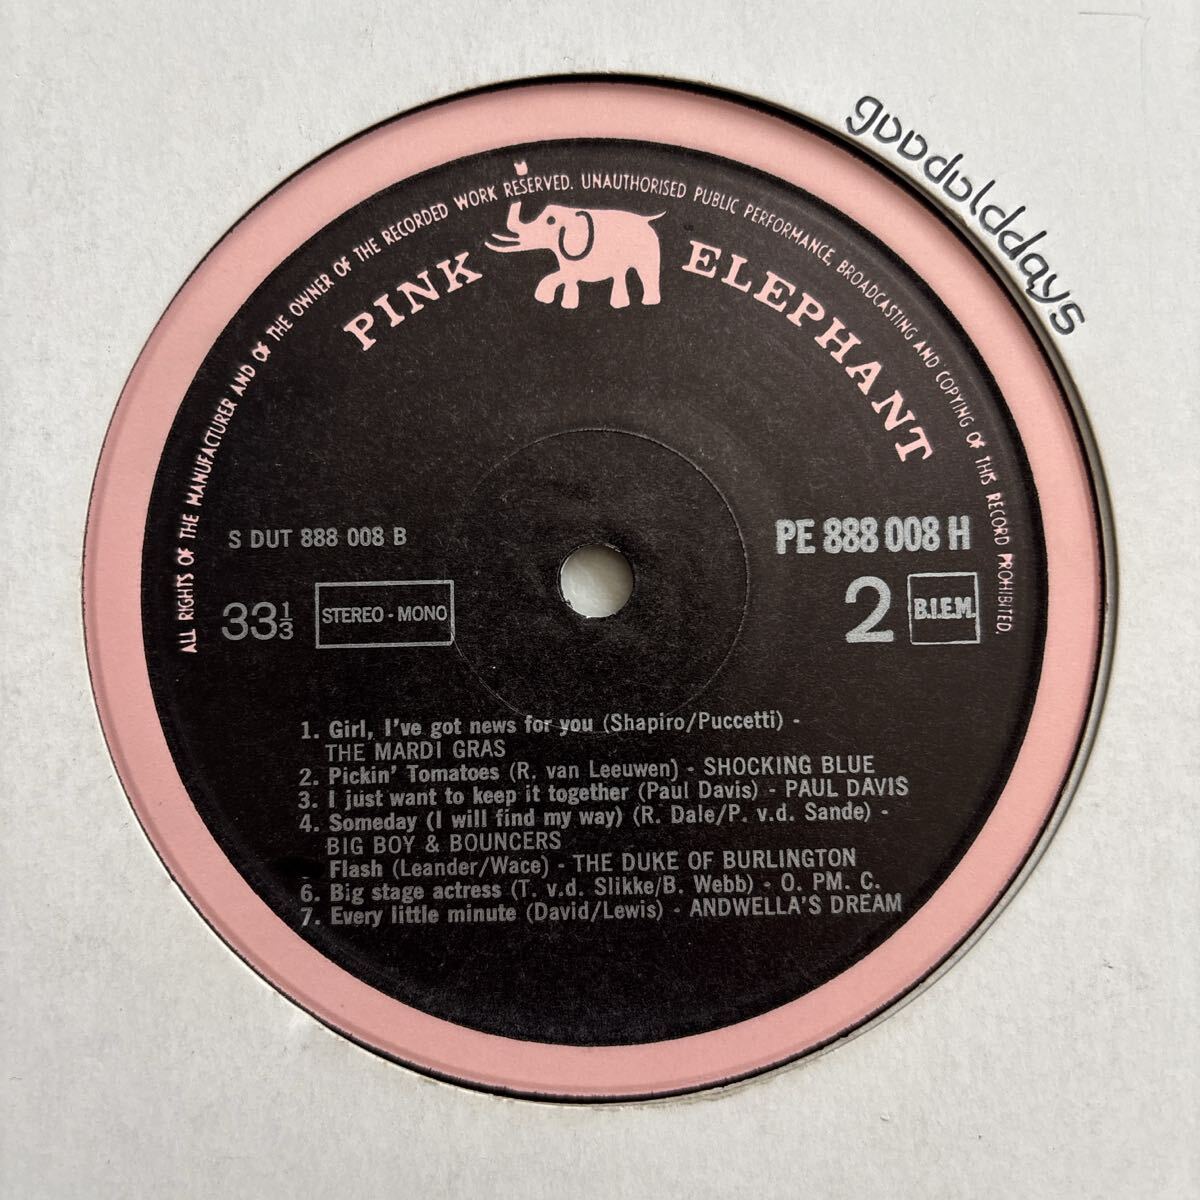 goodolddays
ALL RIGHTS OF THE MANUFACTURER AND OF THE OWNER OF THE RECORDED WORK RESERVED. UNAUTHORISED PUBLIC PERFORMANCE, BROADCASTING AND COPYING OF THIS RECORD PROHIBITED.
PINK ELEPHANT
S DUT 888 008 B
PE 888 008 H
33 1/3
STEREO - MONO
2
B.I.E.M.
1. Girl, I've got news for you (Shapiro/Puccetti) -
THE MARDI GRAS
2. Pickin' Tomatoes (R. van Leeuwen) - SHOCKING BLUE
3. I just want to keep it together (Paul Davis) - PAUL DAVIS
4. Someday (I will find my way) (R. Dale/P. v.d. Sande) -
BIG BOY & BOUNCERS
Flash (Leander/Wace) - THE DUKE OF BURLINGTON
6. Big stage actress (T. v.d. Slikke/B. Webb) - O. PM. C.
7. Every little minute (David/Lewis) - ANDWELLA'S DREAM